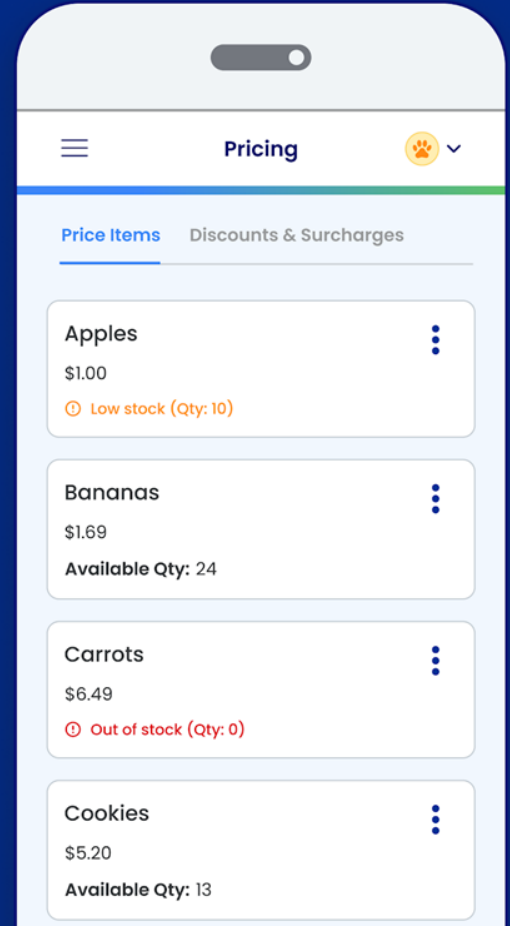 Pricing
Price Items Discounts & Surcharges
Apples
$1.00
Low stock (Qty: 10)
Bananas
$1.69
Available Qty: 24
Carrots
$6.49
Out of stock (Qty: 0)
Cookies
$5.20
Available Qty: 13